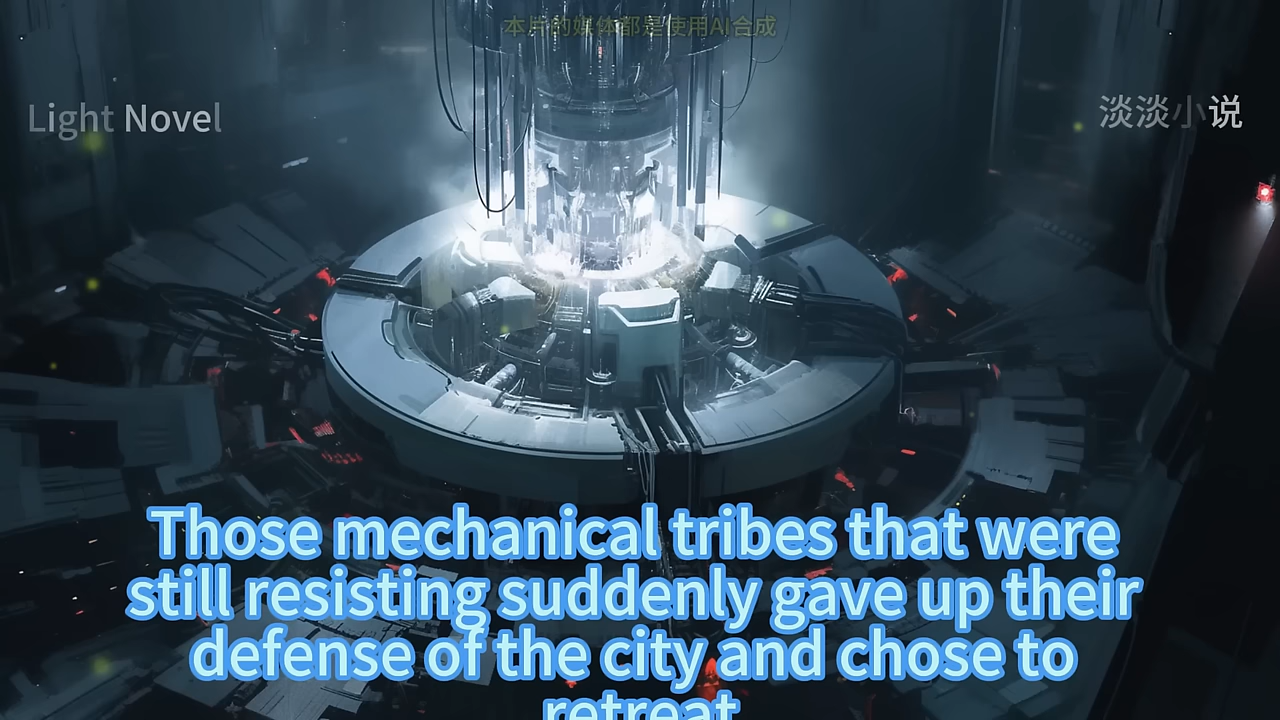 本片的媒体都是使用AI合成
Light Novel
淡淡小说
Those mechanical tribes that were
still resisting suddenly gave up their
defense of the city and chose to
retreat